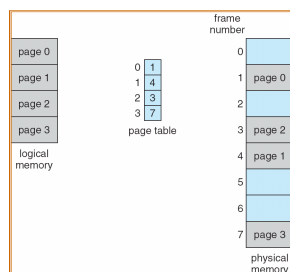 frame
number
page 0
page 1
page 2
page 3
logical
memory
0 1
1 4
2 3
3 7
page table
0
1 page 0
2
3 page 2
4 page 1
5
6
7 page 3
physical
memory